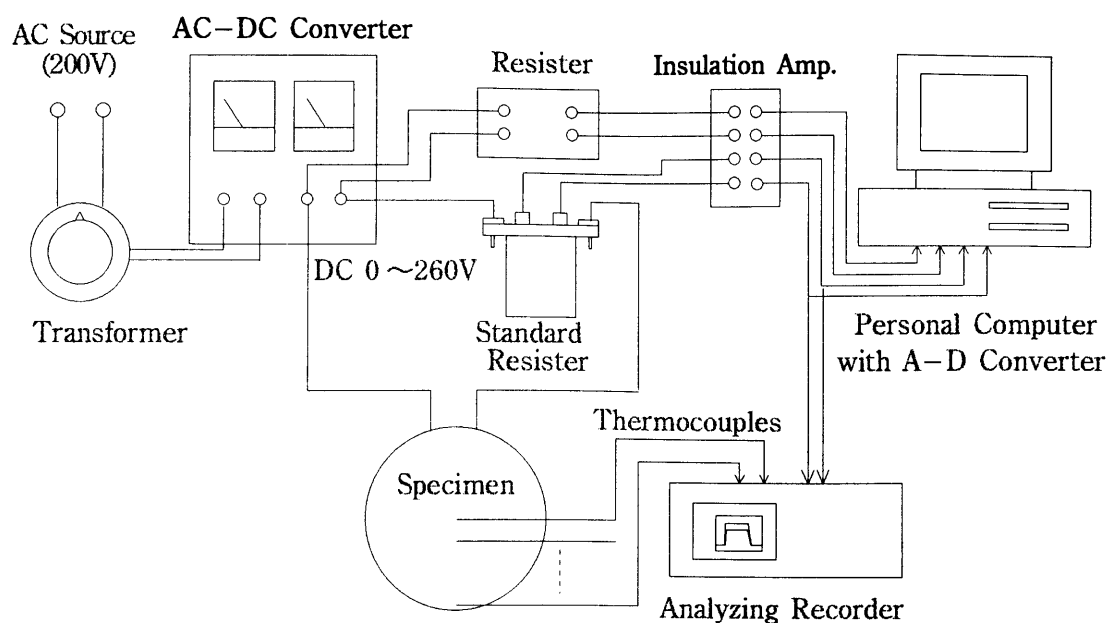 AC Source
(200V)
AC-DC Converter
Resister
Insulation Amp.
DC 0 ~260V
Transformer
Standard
Resister
Personal Computer
with A-D Converter
Thermocouples
Specimen
Analyzing Recorder